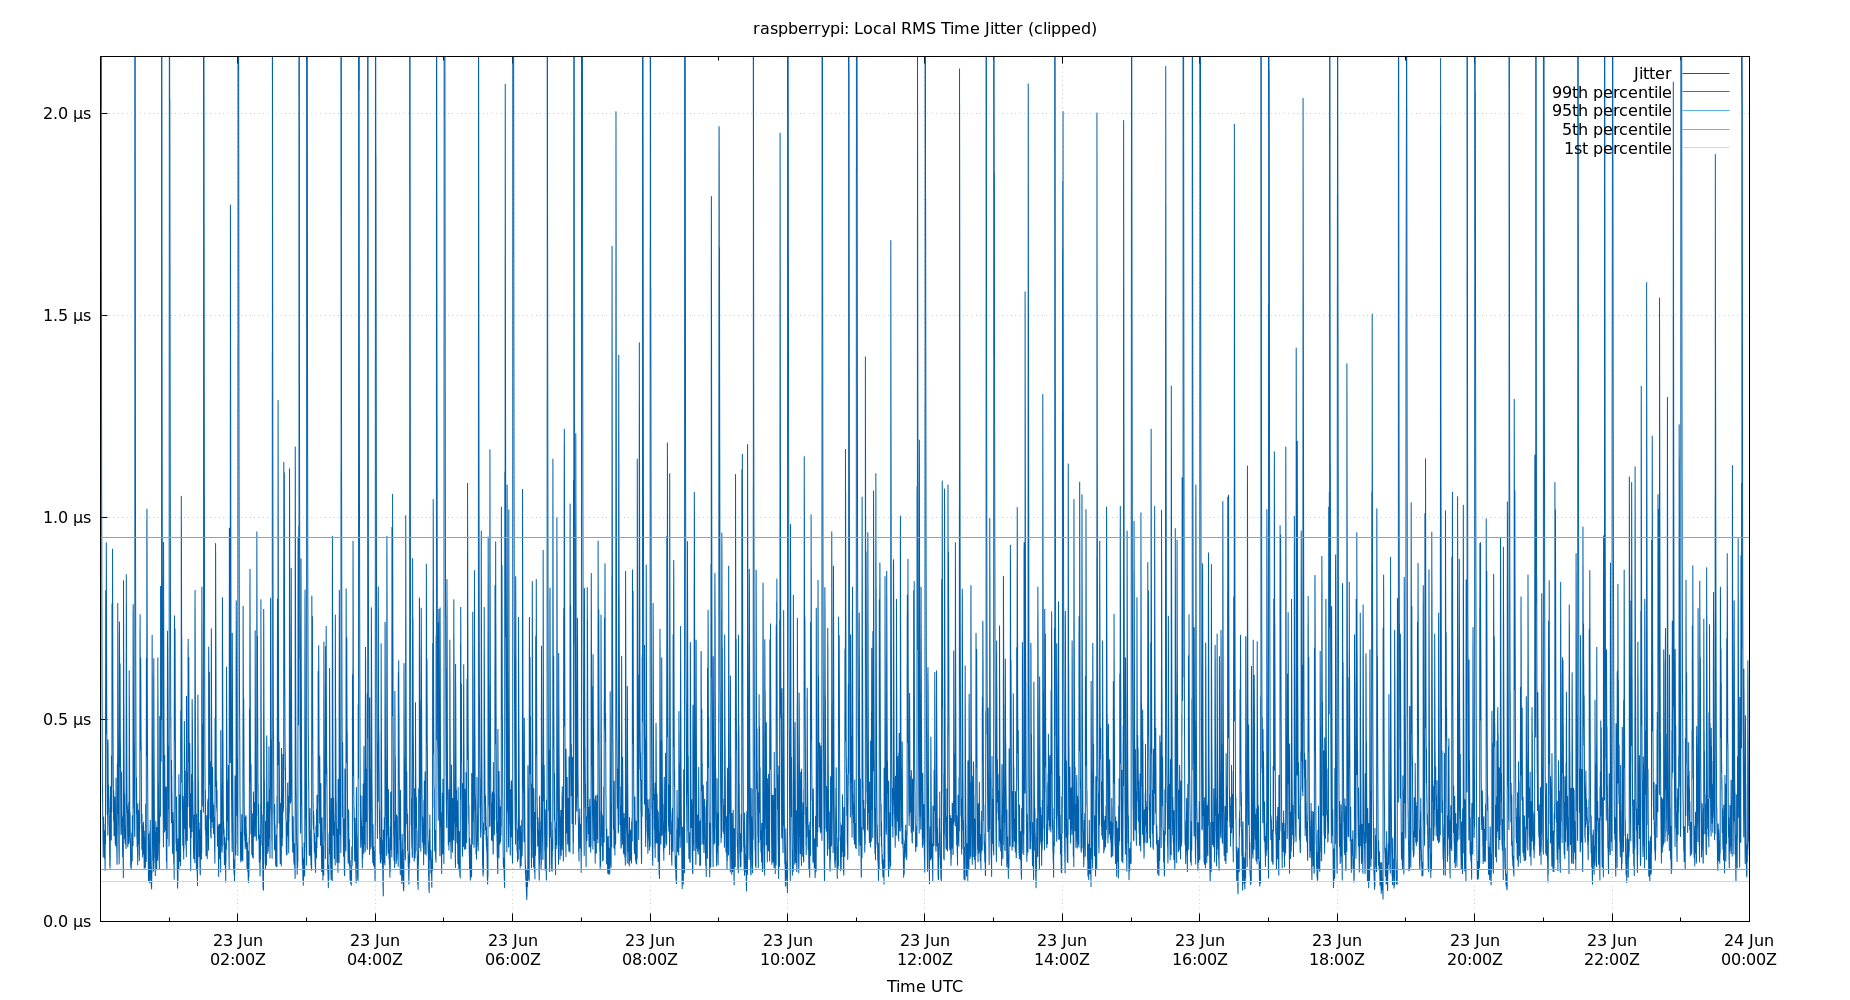 raspberrypi: Local RMS Time Jitter (clipped)
Jitter
99th percentile
95th percentile
5th percentile
1st percentile
2.0 µs
1.5 µs
1.0 µs
0.5 µs
0.0 µs
23 Jun 23 Jun 23 Jun 23 Jun 23 Jun 23 Jun 23 Jun 23 Jun 23 Jun 23 Jun 23 Jun 24 Jun
02:00Z 04:00Z 06:00Z 08:00Z 10:00Z 12:00Z 14:00Z 16:00Z 18:00Z 20:00Z 22:00Z 00:00Z
Time UTC